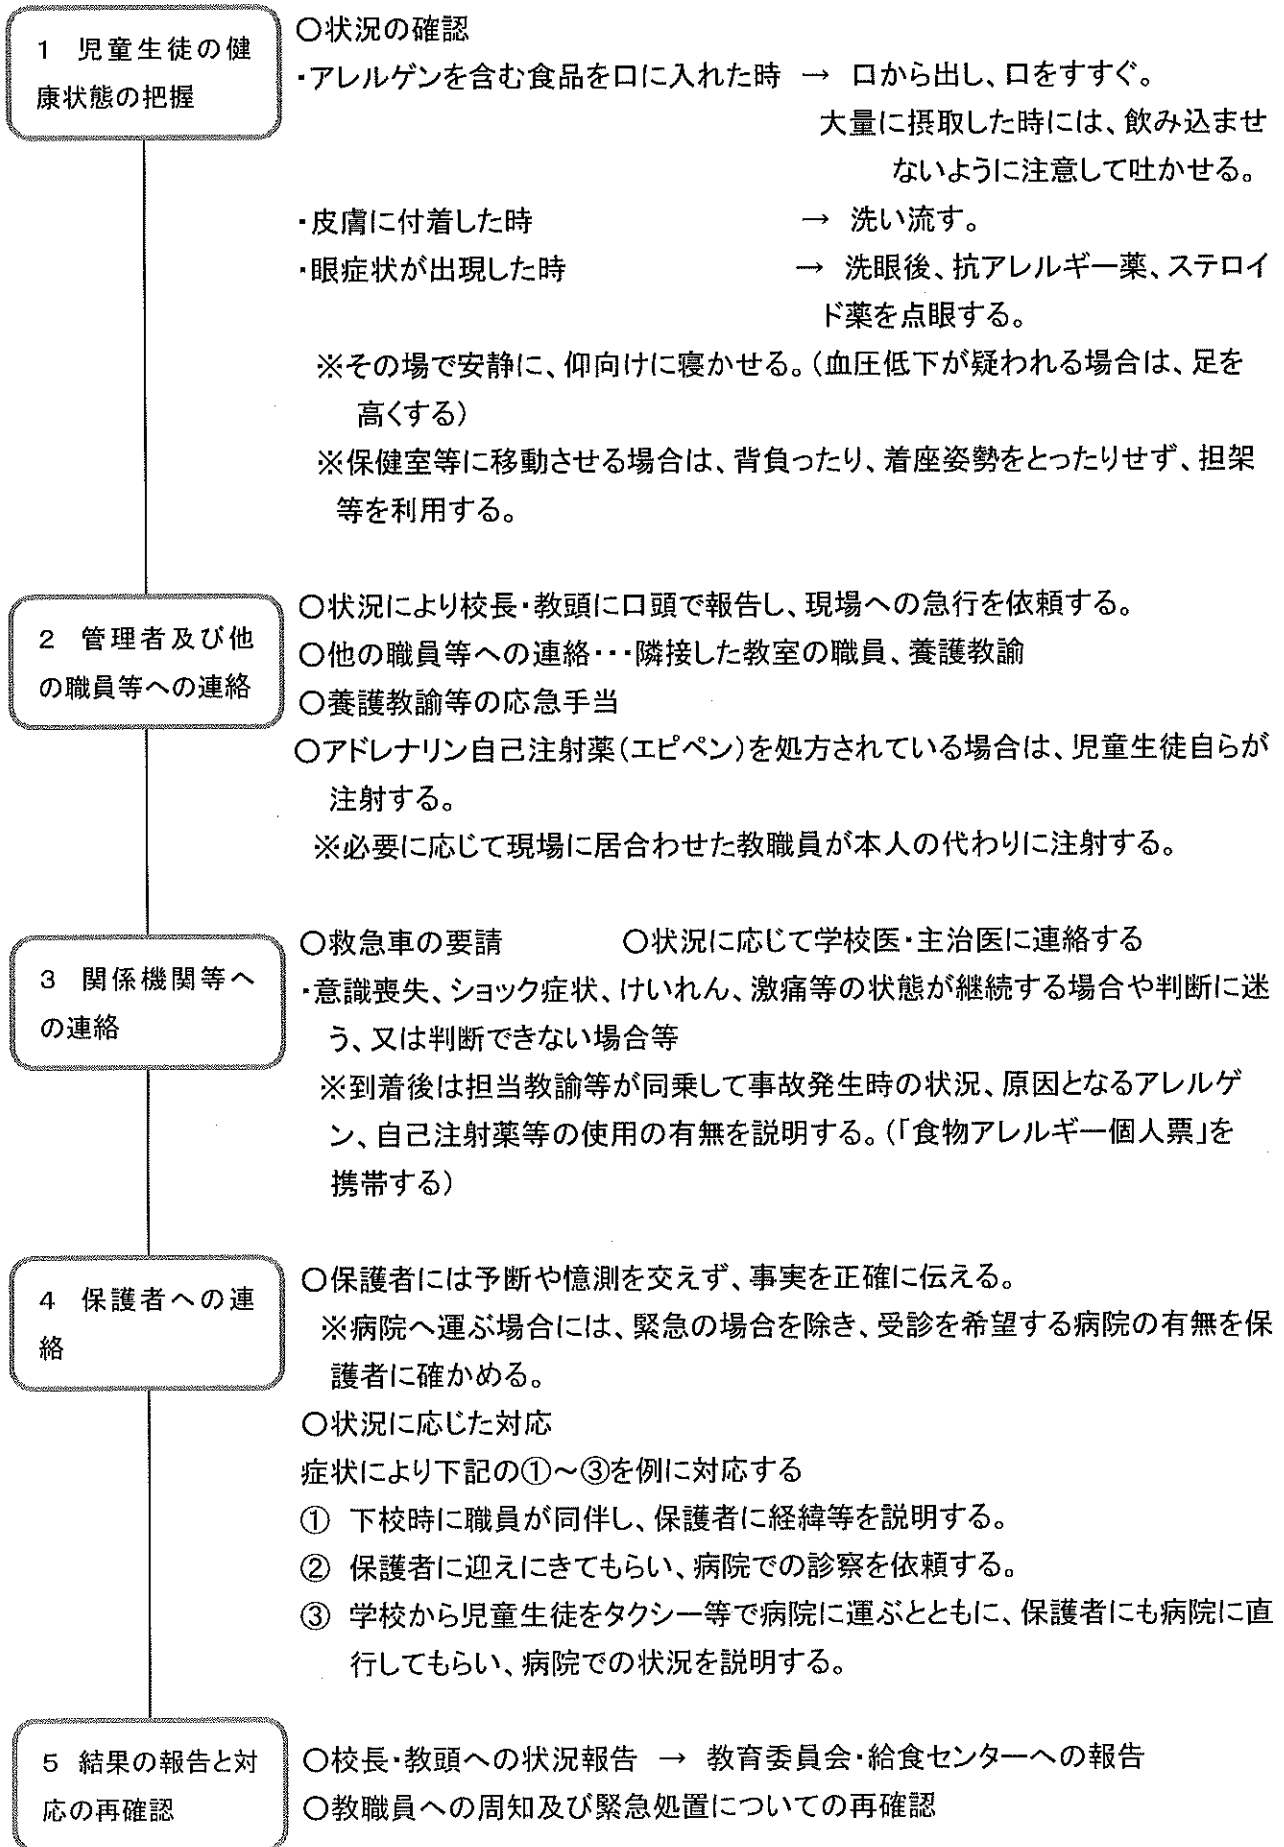 1 児童生徒の健
康状態の把握
〇状況の確認
・アレルゲンを含む食品を口に入れた時 → 口から出し、口をすすぐ。
大量に摂取した時には、飲み込ませ
ないように注意して吐かせる。
・皮膚に付着した時 → 洗い流す。
・眼症状が出現した時 → 洗眼後、抗アレルギー薬、ステロイ
ド薬を点眼する。
※その場で安静に、仰向けに寝かせる。(血圧低下が疑われる場合は、足を
高くする)
※保健室等に移動させる場合は、背負ったり、着座姿勢をとったりせず、担架
等を利用する。
2 管理者及び他
の職員等への連絡
〇状況により校長・教頭に口頭で報告し、現場への急行を依頼する。
〇他の職員等への連絡・・・隣接した教室の職員、養護教諭
〇養護教諭等の応急手当
〇アドレナリン自己注射薬(エピペン)を処方されている場合は、児童生徒自らが
注射する。
※必要に応じて現場に居合わせた教職員が本人の代わりに注射する。
3 関係機関等へ
の連絡
〇救急車の要請 〇状況に応じて学校医・主治医に連絡する
・意識喪失、ショック症状、けいれん、激痛等の状態が継続する場合や判断に迷
う、又は判断できない場合等
※到着後は担当教諭等が同乗して事故発生時の状況、原因となるアレルゲ
ン、自己注射薬等の使用の有無を説明する。(「食物アレルギー個人票」を
携帯する)
4 保護者への連
絡
〇保護者には予断や憶測を交えず、事実を正確に伝える。
※病院へ運ぶ場合には、緊急の場合を除き、受診を希望する病院の有無を保
護者に確かめる。
〇状況に応じた対応
症状により下記の①～③を例に対応する
① 下校時に職員が同伴し、保護者に経緯等を説明する。
② 保護者に迎えにきてもらい、病院での診察を依頼する。
③ 学校から児童生徒をタクシー等で病院に運ぶとともに、保護者にも病院に直
行してもらい、病院での状況を説明する。
5 結果の報告と対
応の再確認
〇校長・教頭への状況報告 → 教育委員会・給食センターへの報告
〇教職員への周知及び緊急処置についての再確認